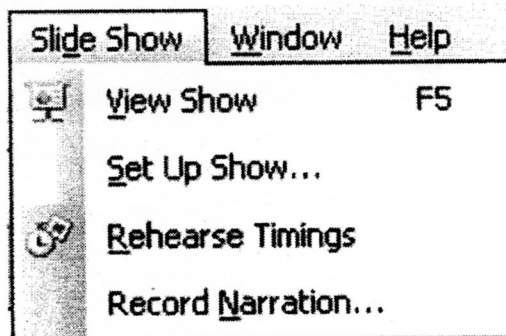 Slide Show Window Help
View Show F5
Set Up Show...
Rehearse Timings
Record Narration...